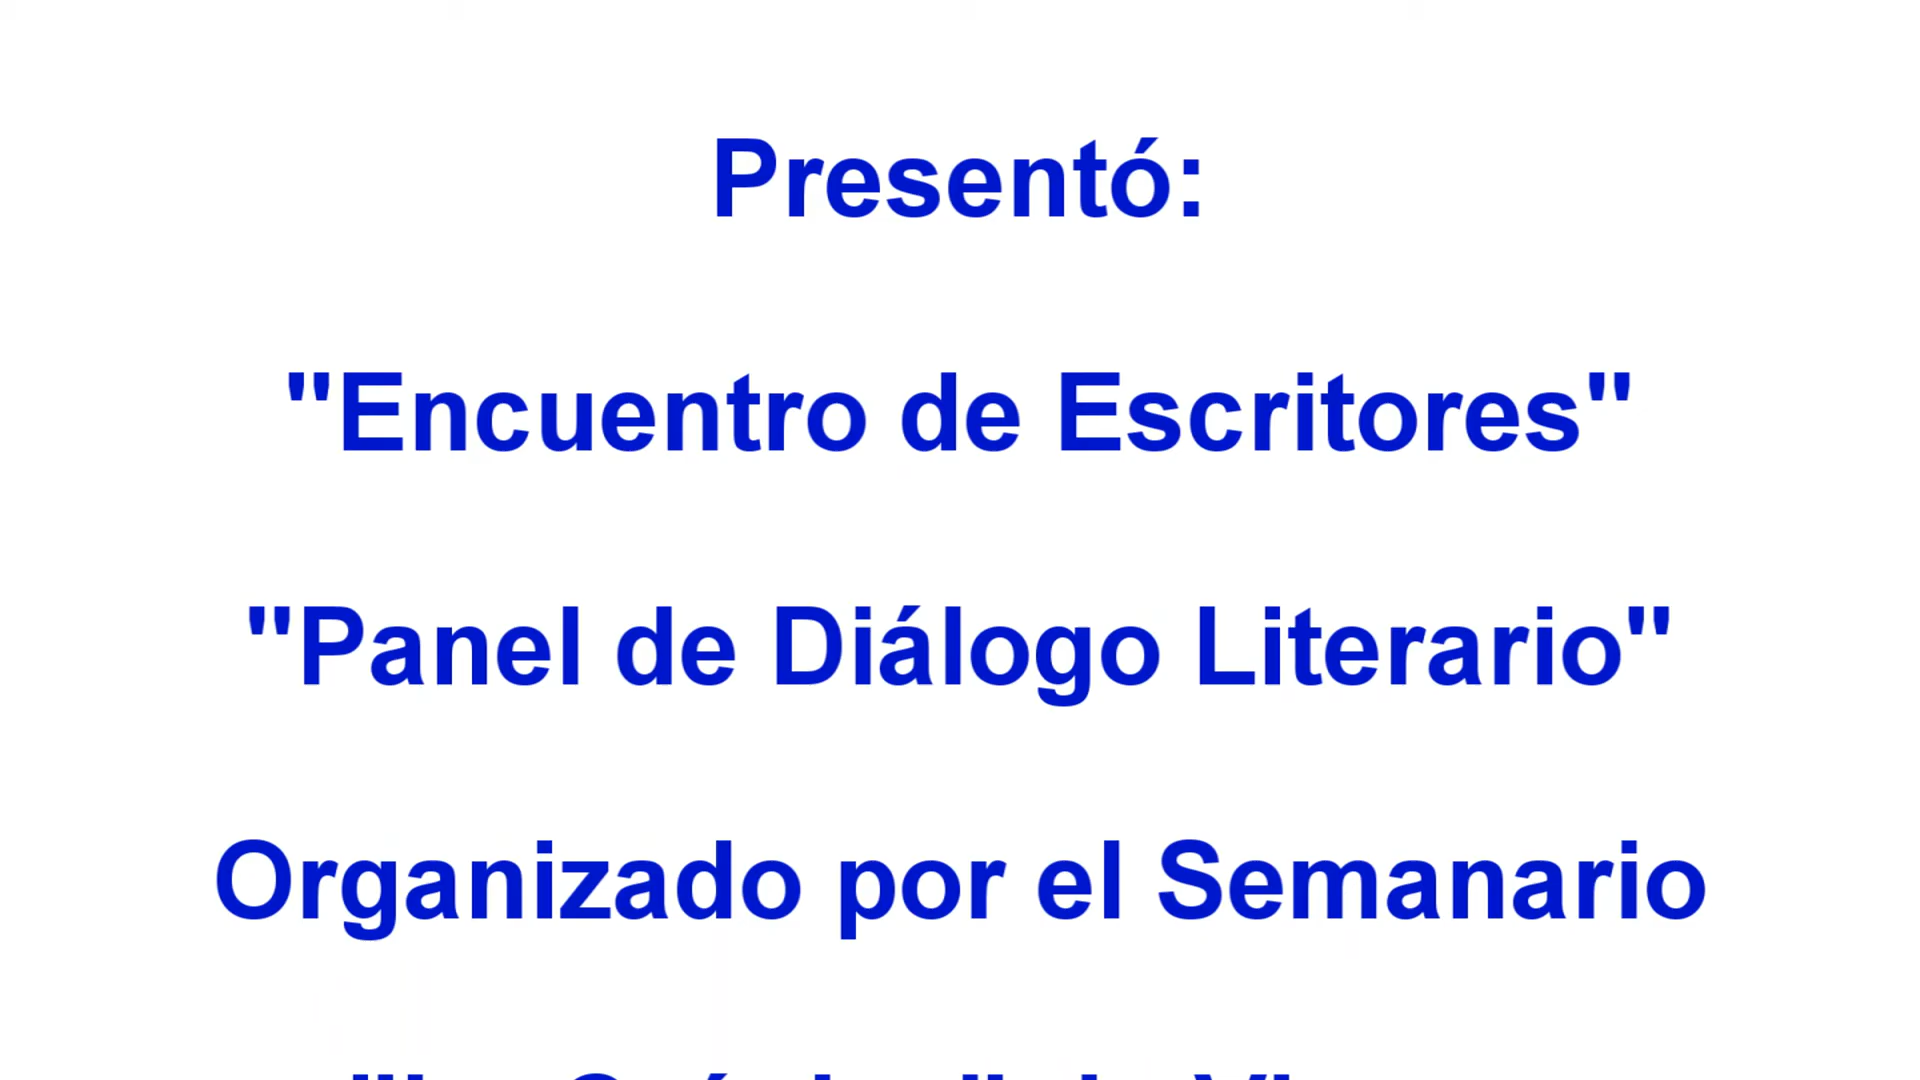 Presentó:
"Encuentro de Escritores"
"Panel de Diálogo Literario"
Organizado por el Semanario